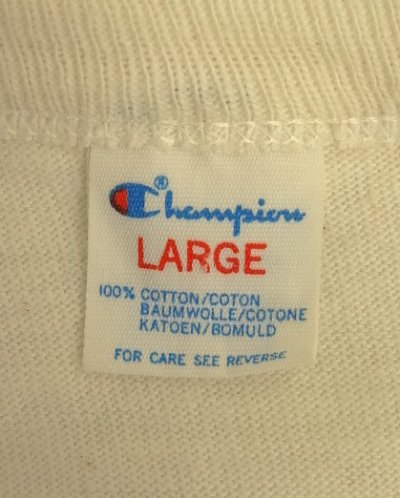 Champion®
LARGE
100% COTTON/COTON
BAUMWOLLE/COTONE
KATOEN/BOMULD
FOR CARE SEE REVERSE